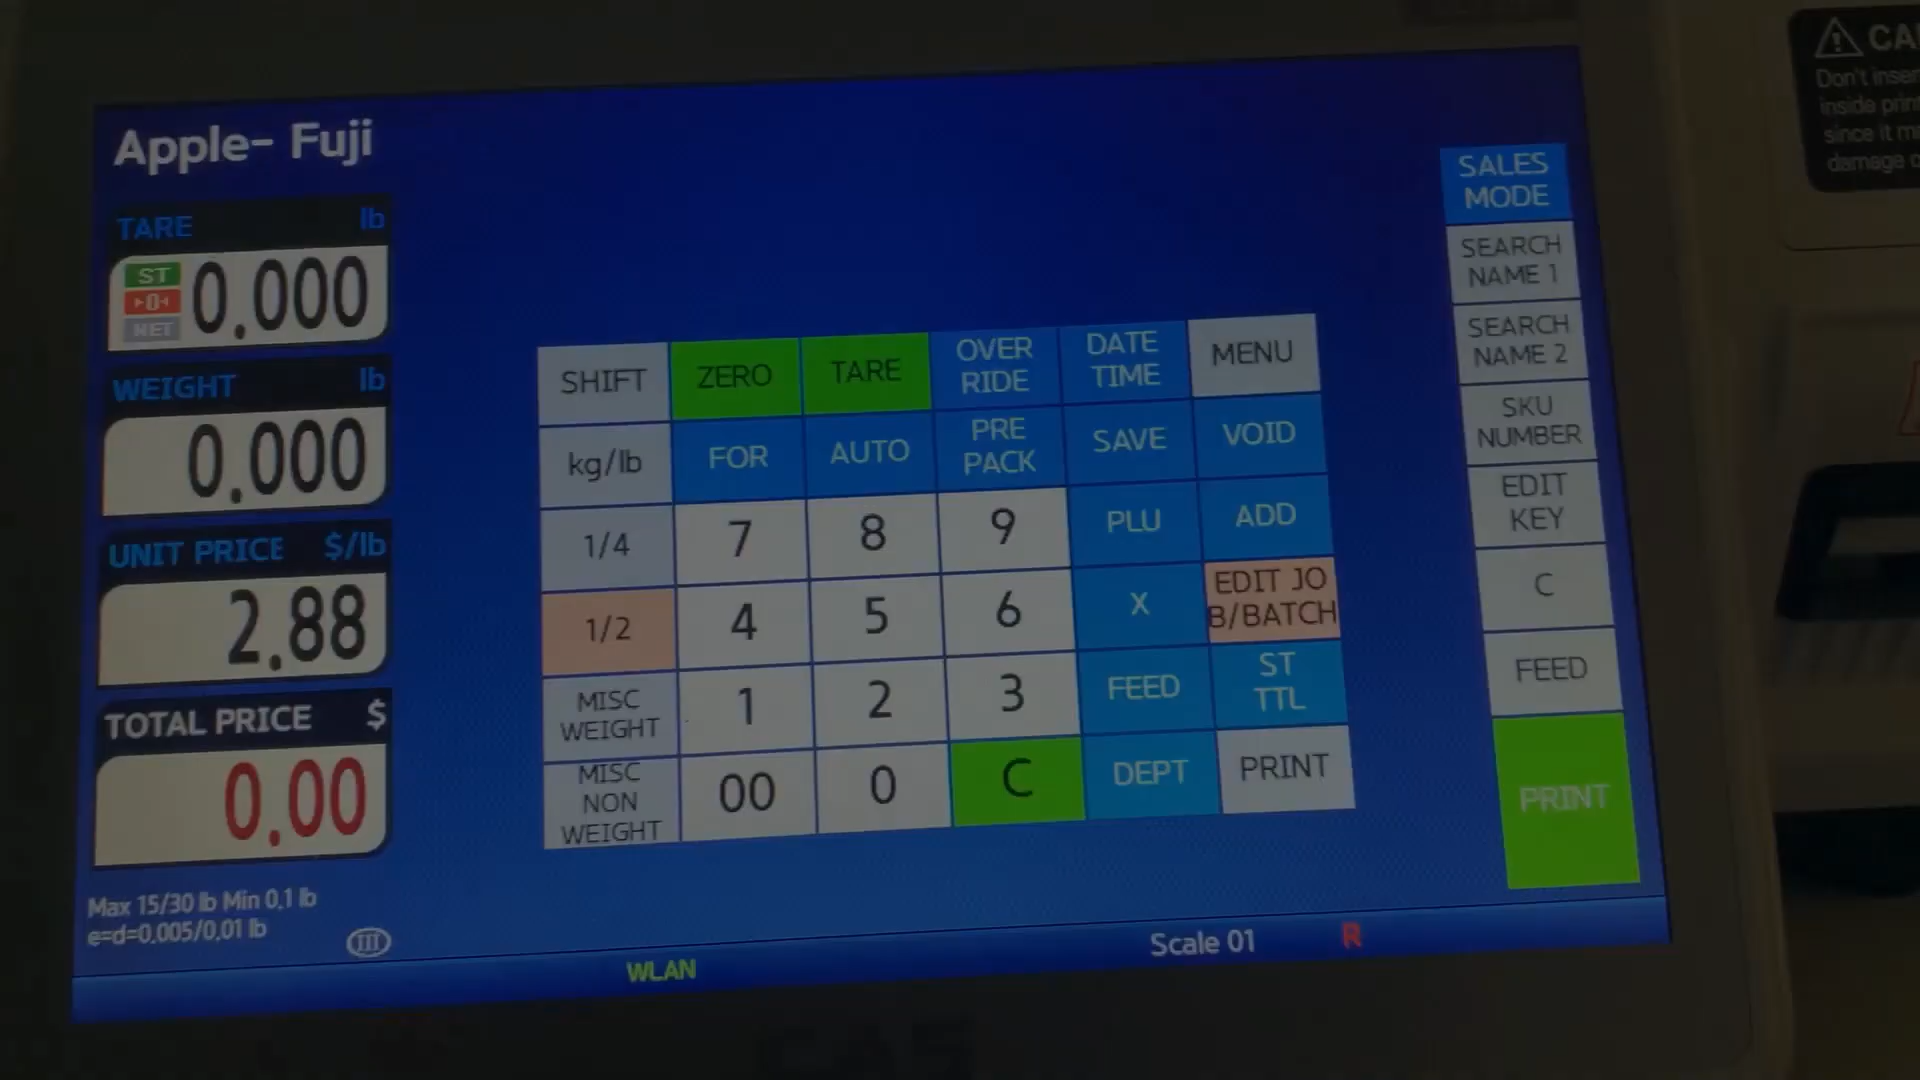 Apple- Fuji
TARE lb
ST
►0◄
NET
0.000
WEIGHT lb
0.000
UNIT PRICE $/lb
2.88
TOTAL PRICE $
0.00
Max 15/30 lb Min 0.1 lb
e=d=0.005/0.01 lb
III
SHIFT
ZERO
TARE
OVER
RIDE
DATE
TIME
MENU
kg/lb
FOR
AUTO
PRE
PACK
SAVE
VOID
1/4
7
8
9
PLU
ADD
1/2
4
5
6
X
EDIT JO
B/BATCH
MISC
WEIGHT
1
2
3
FEED
ST
TTL
MISC
NON
WEIGHT
00
0
C
DEPT
PRINT
SALES
MODE
SEARCH
NAME 1
SEARCH
NAME 2
SKU
NUMBER
EDIT
KEY
C
FEED
PRINT
WLAN
Scale 01
R
CAS
Don't
inside
since it
damage